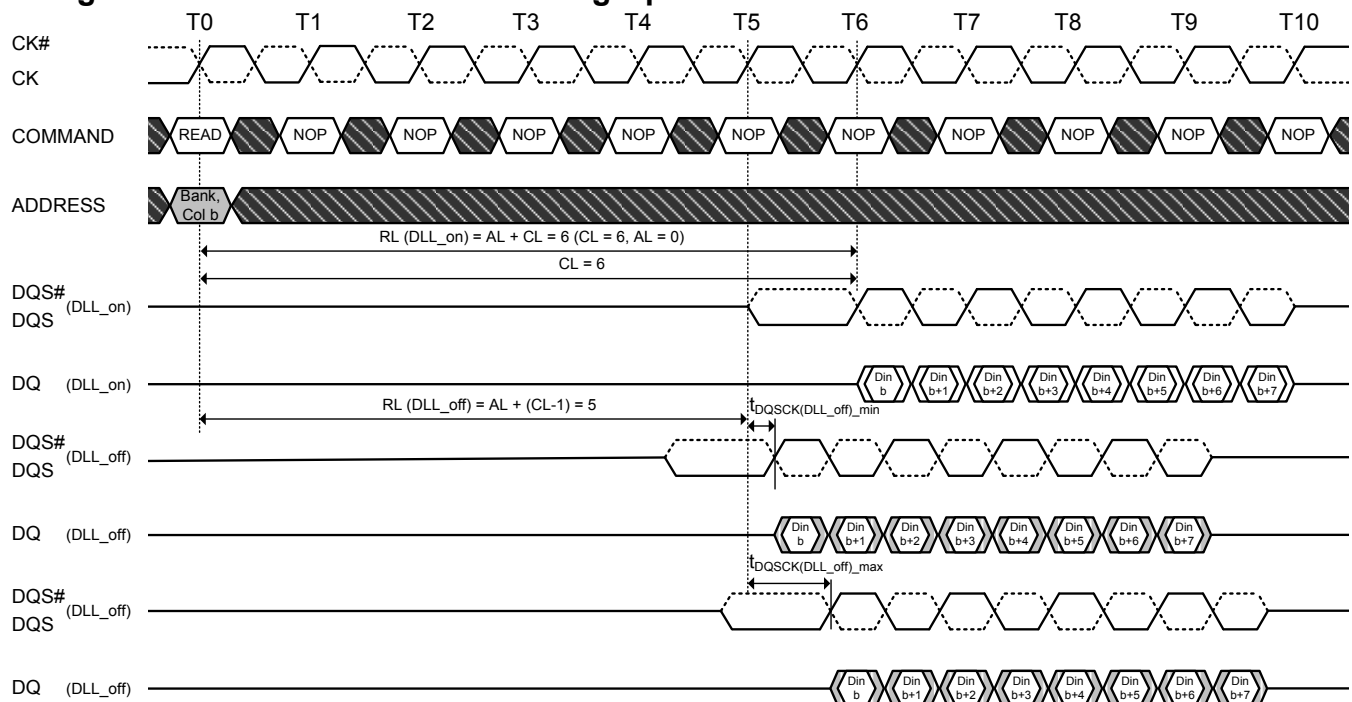 T0 T1 T2 T3 T4 T5 T6 T7 T8 T9 T10
CK#
CK
COMMAND READ NOP NOP NOP NOP NOP NOP NOP NOP NOP NOP
ADDRESS Bank,
Col b
RL (DLL_on) = AL + CL = 6 (CL = 6, AL = 0)
CL = 6
DQS# (DLL_on)
DQS
DQ (DLL_on) Din b Din b+1 Din b+2 Din b+3 Din b+4 Din b+5 Din b+6 Din b+7
RL (DLL_off) = AL + (CL-1) = 5 tDQSCK(DLL_off)_min
DQS# (DLL_off)
DQS
DQ (DLL_off) Din b Din b+1 Din b+2 Din b+3 Din b+4 Din b+5 Din b+6 Din b+7
tDQSCK(DLL_off)_max
DQS# (DLL_off)
DQS
DQ (DLL_off) Din b Din b+1 Din b+2 Din b+3 Din b+4 Din b+5 Din b+6 Din b+7